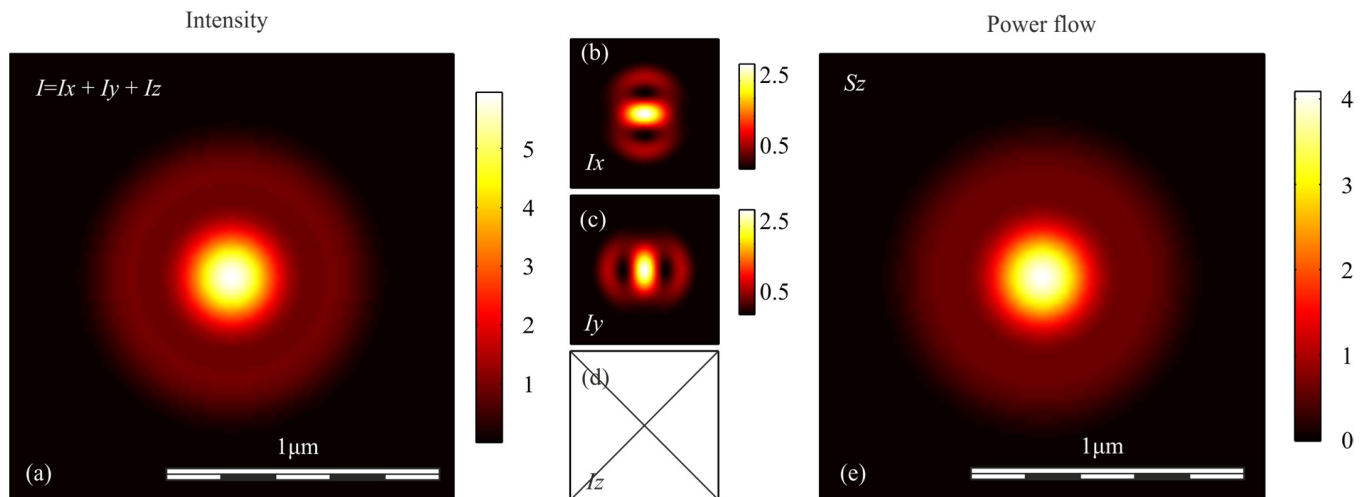 Intensity
Power flow
I=Ix + Iy + Iz
5
4
3
2
1
1μm
(a)
(b)
Ix
2.5
0.5
(c)
Iy
2.5
0.5
(d)
Iz
Sz
4
3
2
1
0
1μm
(e)